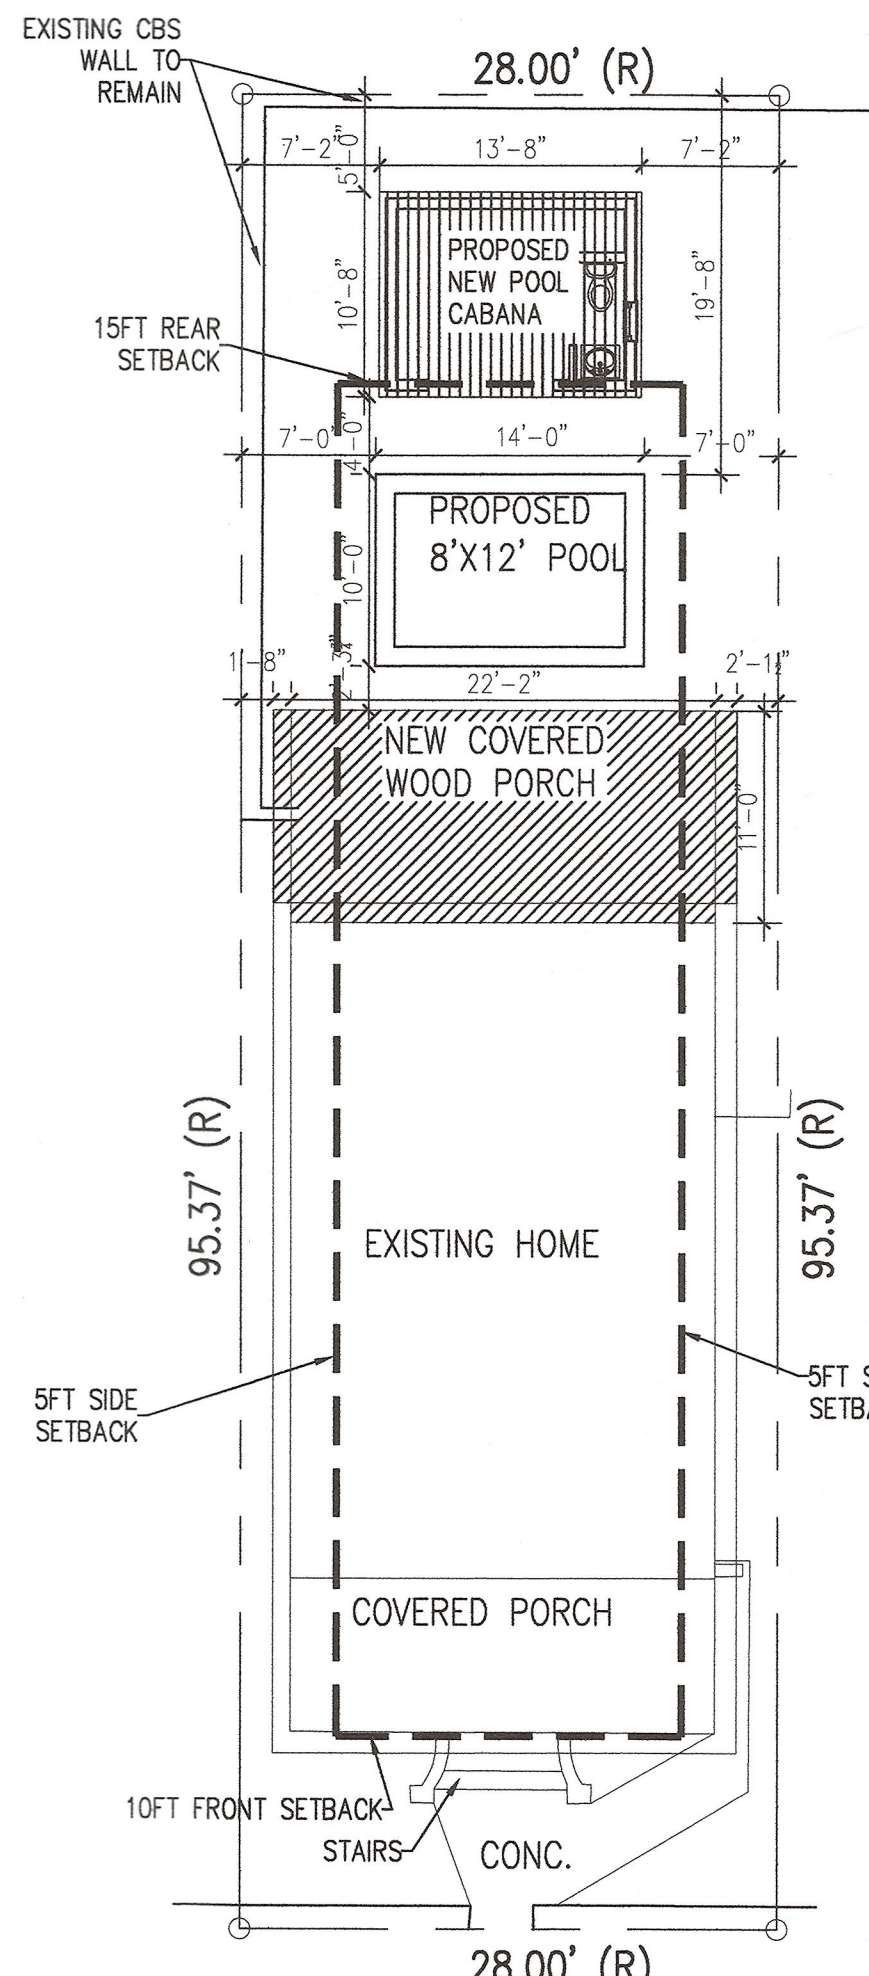 EXISTING CBS
WALL TO
REMAIN
28.00' (R)
7'-2"
13'-8"
7'-2"
5'-0"
PROPOSED
NEW POOL
CABANA
10'-8"
19'-8"
15FT REAR
SETBACK
7'-0"
14'-0"
7'-0"
4'-0"
PROPOSED
8'X12' POOL
10'-0"
1'-8"
22'-2"
NEW COVERED
WOOD PORCH
11'-0"
95.37' (R)
95.37' (R)
EXISTING HOME
5FT SIDE
SETBACK
5FT S
SETBA
COVERED PORCH
10FT FRONT SETBACK
STAIRS
CONC.
28.00' (R)